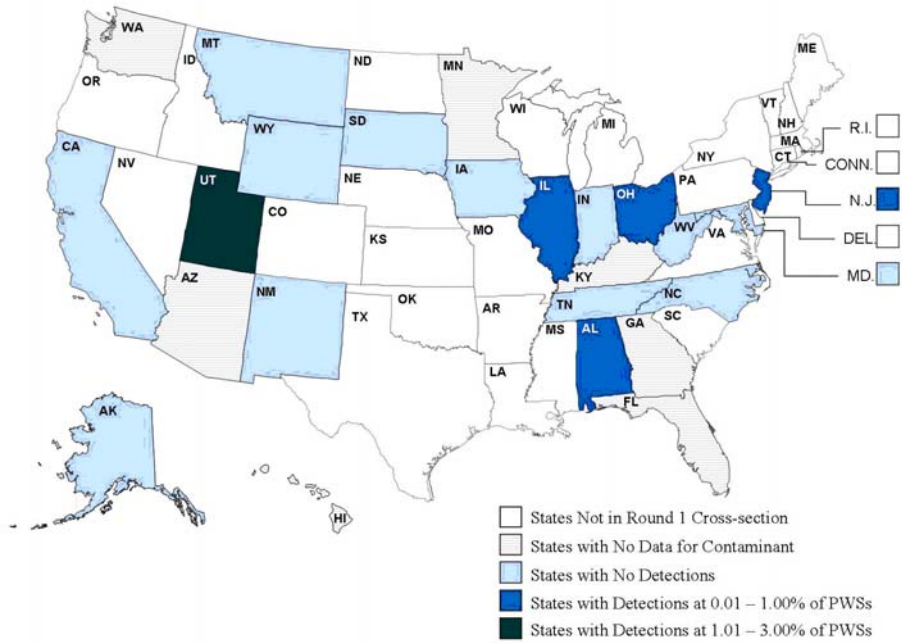 WA
MT
ND
MN
ME
ID
OR
WI
MI
VT
NH
R.I.
SD
WY
MA
CT
CONN.
NY
CA
NV
UT
NE
IA
IL
IN
OH
PA
N.J.
CO
KS
MO
WV
VA
DEL.
KY
MD.
AZ
NM
TX
OK
AR
TN
NC
SC
MS
AL
GA
LA
FL
AK
HI
States Not in Round 1 Cross-section
States with No Data for Contaminant
States with No Detections
States with Detections at 0.01 – 1.00% of PWSs
States with Detections at 1.01 – 3.00% of PWSs